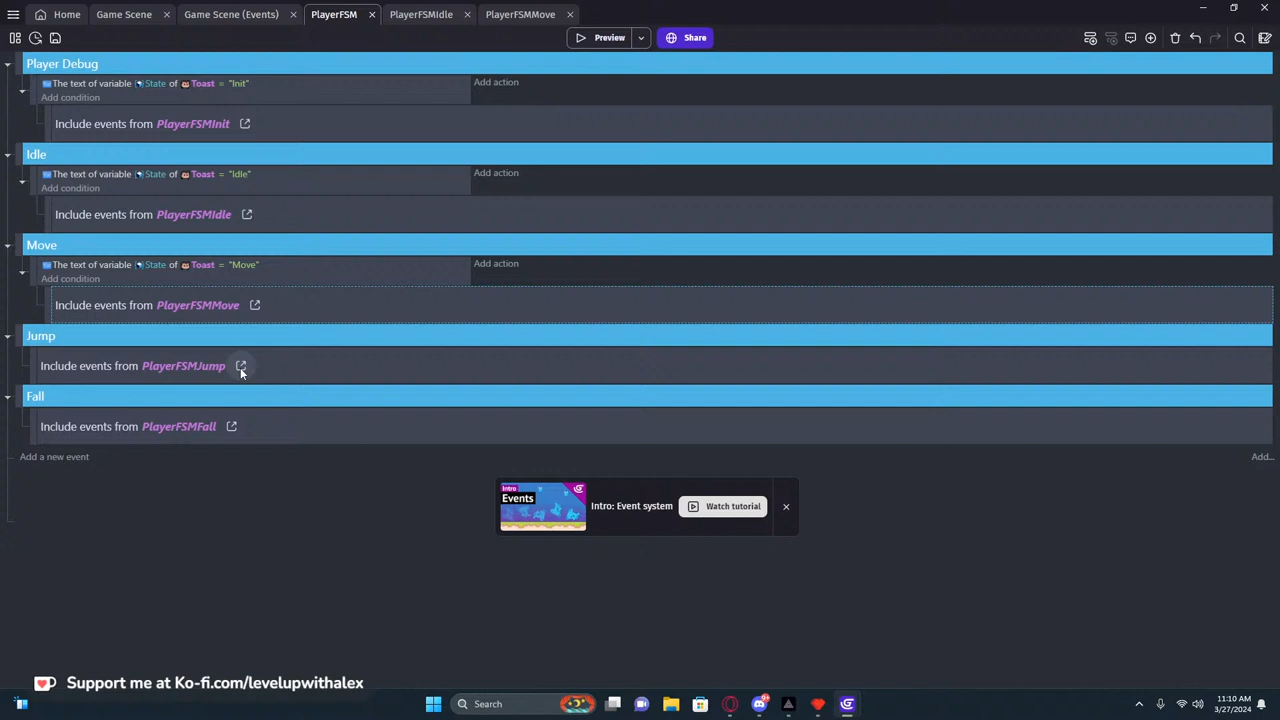 Home
Game Scene
Game Scene (Events)
PlayerFSM
PlayerFSMIdle
PlayerFSMMove
Preview
Share
Player Debug
The text of variable State of Toast = "Init"
Add condition
Add action
Include events from PlayerFSMInit
Idle
The text of variable State of Toast = "Idle"
Add condition
Add action
Include events from PlayerFSMIdle
Move
The text of variable State of Toast = "Move"
Add condition
Add action
Include events from PlayerFSMMove
Jump
Include events from PlayerFSMJump
Fall
Include events from PlayerFSMFall
Add a new event
Add...
Intro
Events
Intro: Event system
Watch tutorial
Support me at Ko-fi.com/levelupwithalex
Search
11:10 AM
3/27/2024